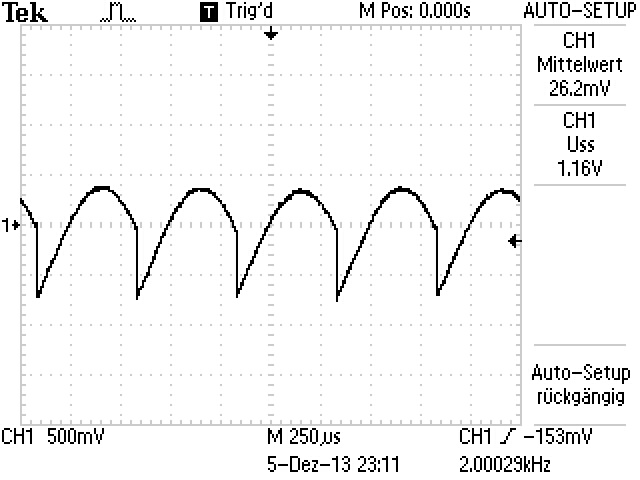 Tek T Trig'd M Pos: 0.000s AUTO-SETUP
CH1
Mittelwert
26.2mV
CH1
Uss
1.16V
1
Auto-Setup
rückgängig
CH1 500mV M 250µs CH1 -153mV
5-Dez-13 23:11 2.00029kHz